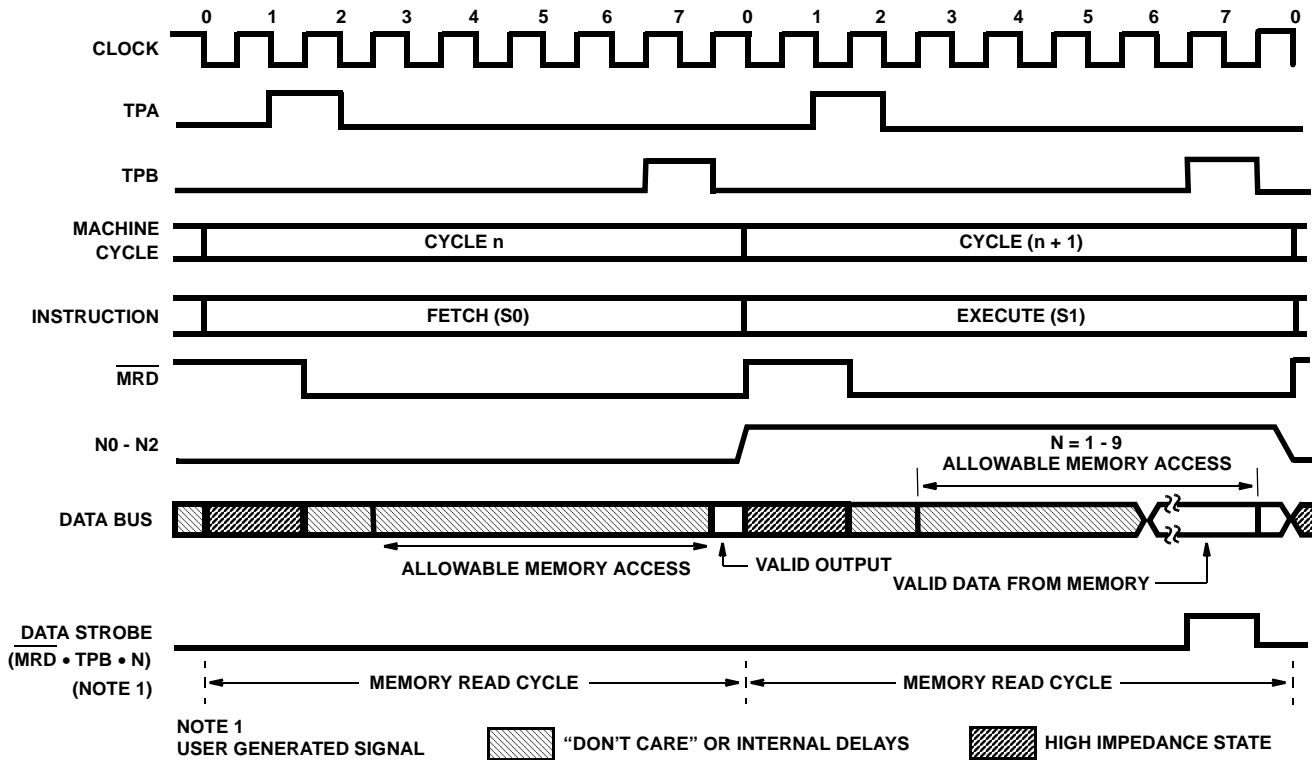 0 1 2 3 4 5 6 7 0 1 2 3 4 5 6 7 0
CLOCK
TPA
TPB
MACHINE
CYCLE
CYCLE n
CYCLE (n + 1)
INSTRUCTION
FETCH (S0)
EXECUTE (S1)
MRD
N0 - N2
N = 1 - 9
ALLOWABLE MEMORY ACCESS
DATA BUS
ALLOWABLE MEMORY ACCESS
VALID OUTPUT
VALID DATA FROM MEMORY
DATA STROBE
(MRD • TPB • N)
(NOTE 1)
MEMORY READ CYCLE
MEMORY READ CYCLE
NOTE 1
USER GENERATED SIGNAL
“DON’T CARE” OR INTERNAL DELAYS
HIGH IMPEDANCE STATE